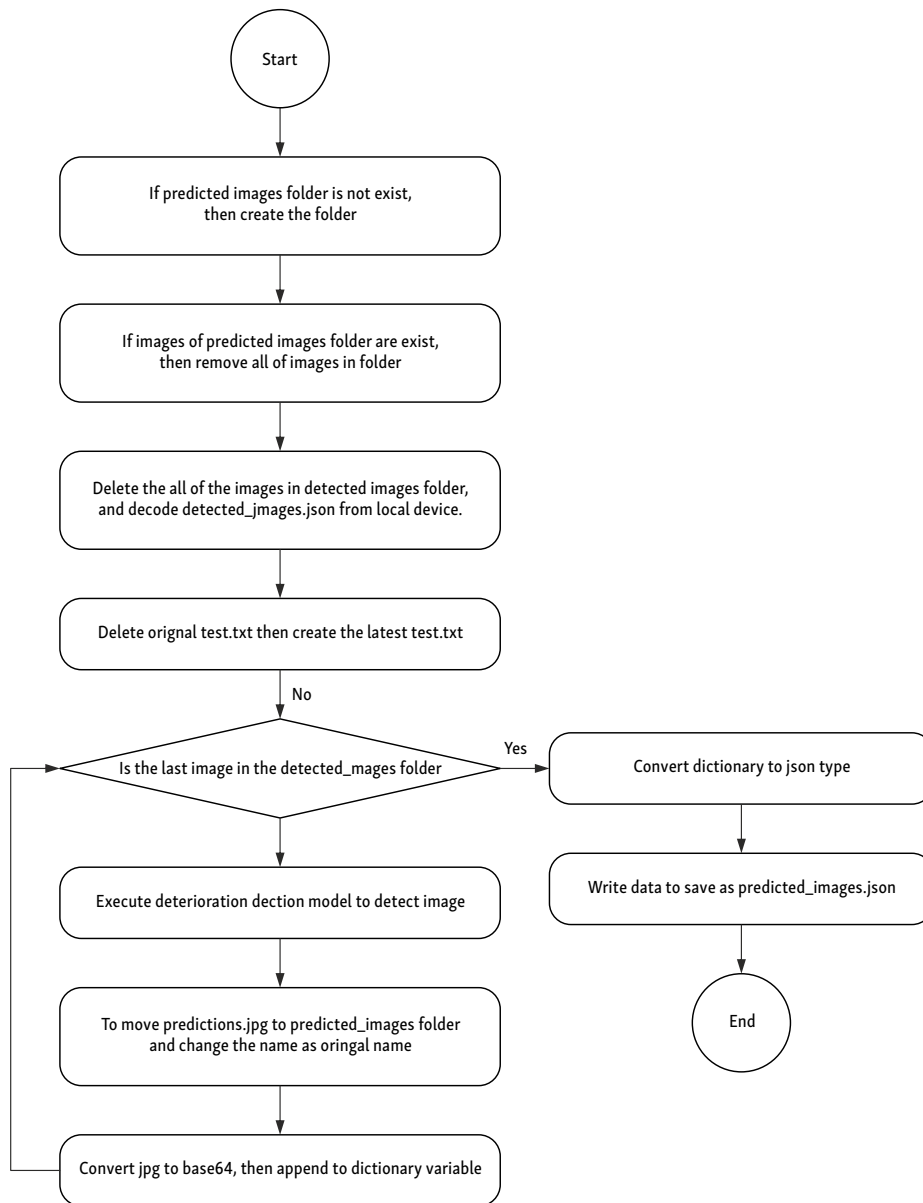 Start
If predicted images folder is not exist,
then create the folder
If images of predicted images folder are exist,
then remove all of images in folder
Delete the all of the images in detected images folder,
and decode detected_jmages.json from local device.
Delete orignal test.txt then create the latest test.txt
No
Is the last image in the detected_mages folder
Yes
Convert dictionary to json type
Execute deterioration dection model to detect image
Write data to save as predicted_images.json
To move predictions.jpg to predicted_images folder
and change the name as oringal name
End
Convert jpg to base64, then append to dictionary variable